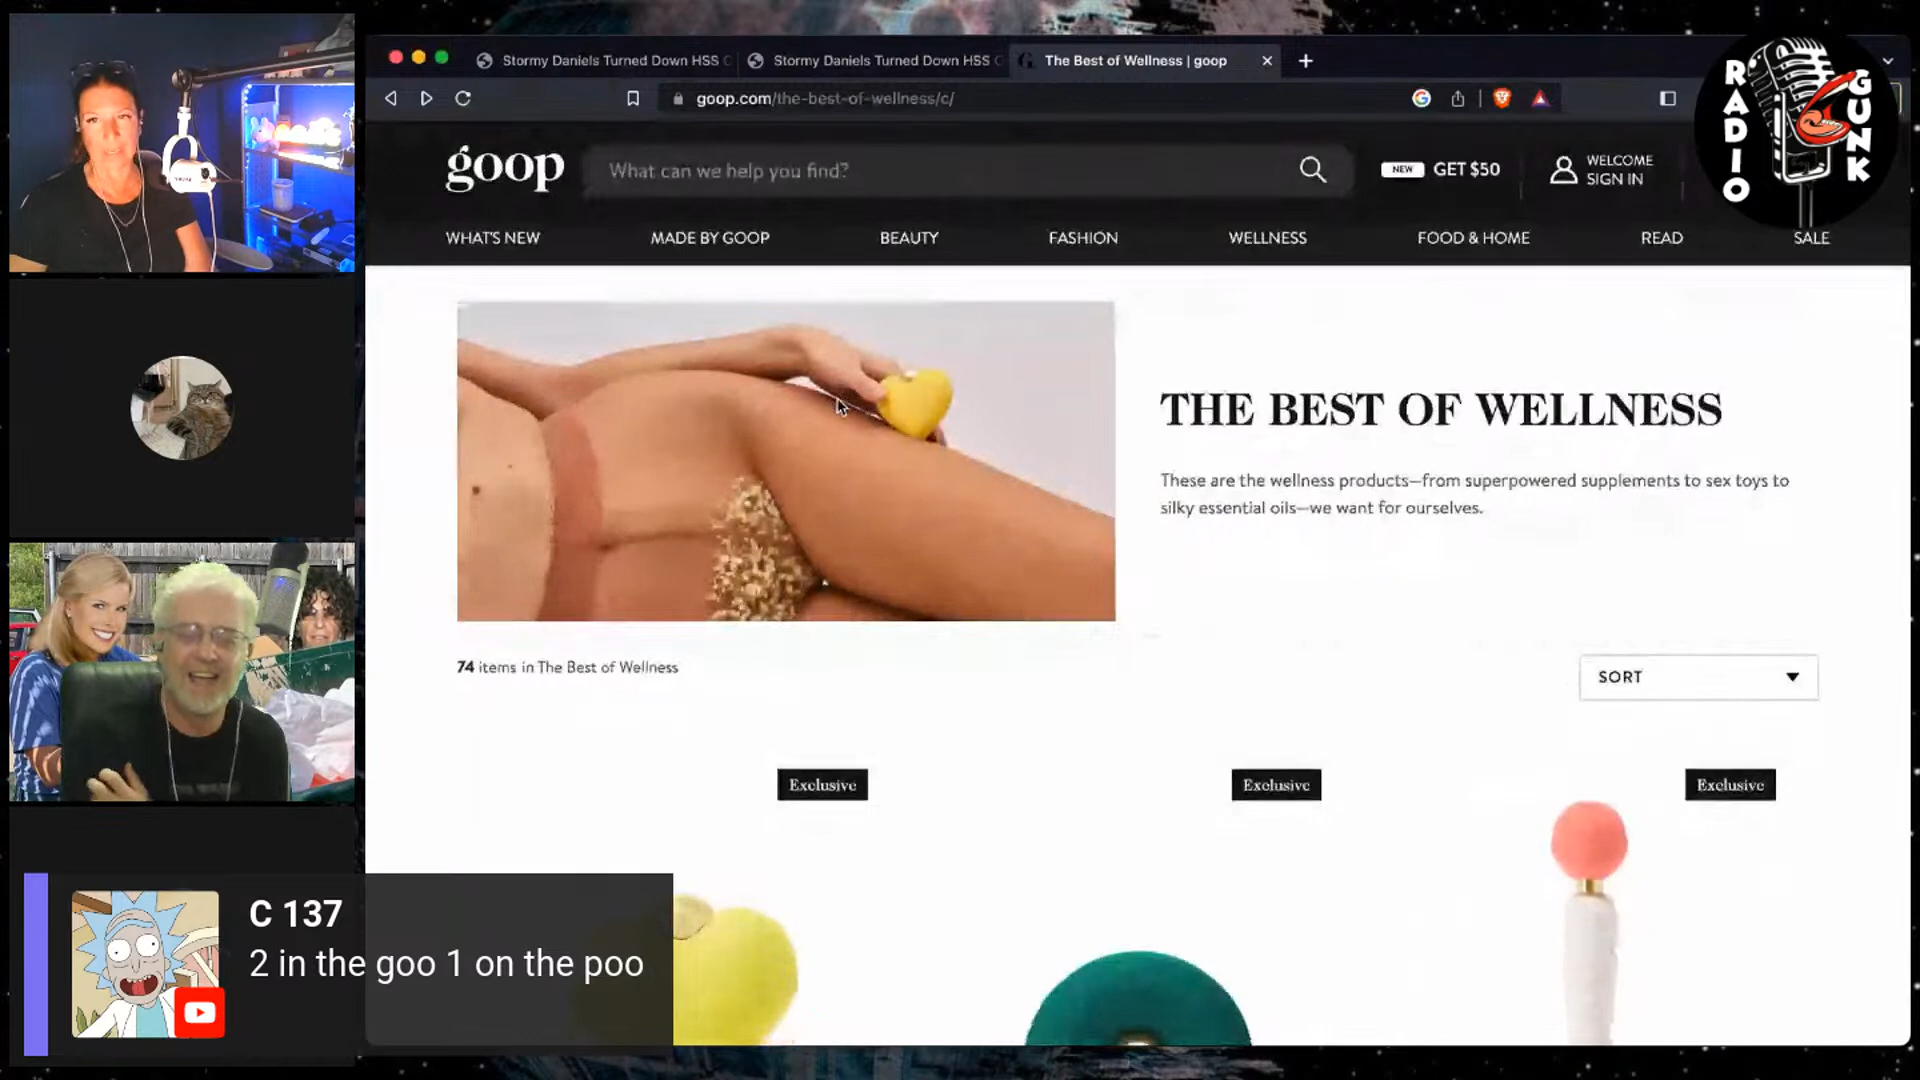 Stormy Daniels Turned Down HSS
Stormy Daniels Turned Down HSS
The Best of Wellness | goop
goop.com/the-best-of-wellness/c/
RADIO
GUNK
goop
What can we help you find?
NEW
GET $50
WELCOME
SIGN IN
WHAT'S NEW
MADE BY GOOP
BEAUTY
FASHION
WELLNESS
FOOD & HOME
READ
SALE
THE BEST OF WELLNESS
These are the wellness products—from superpowered supplements to sex toys to
silky essential oils—we want for ourselves.
74 items in The Best of Wellness
SORT
Exclusive
Exclusive
Exclusive
C 137
2 in the goo 1 on the poo